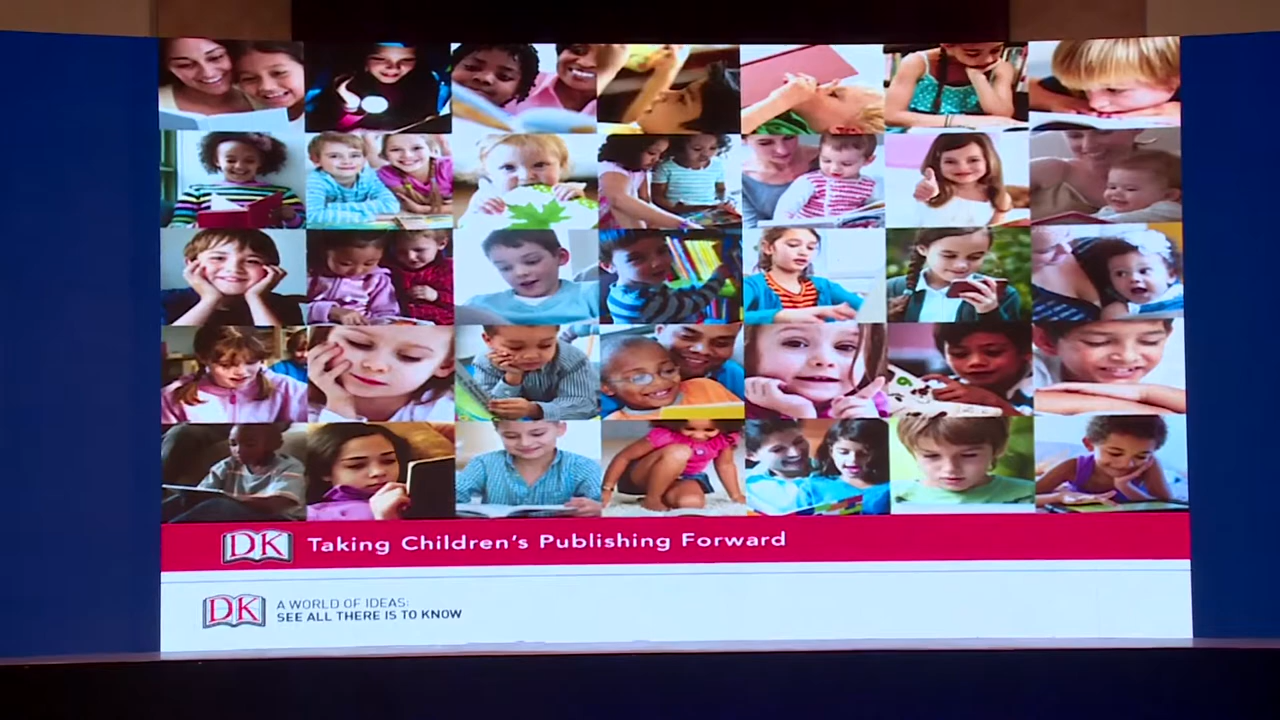 DK Taking Children's Publishing Forward
DK
A WORLD OF IDEAS:
SEE ALL THERE IS TO KNOW